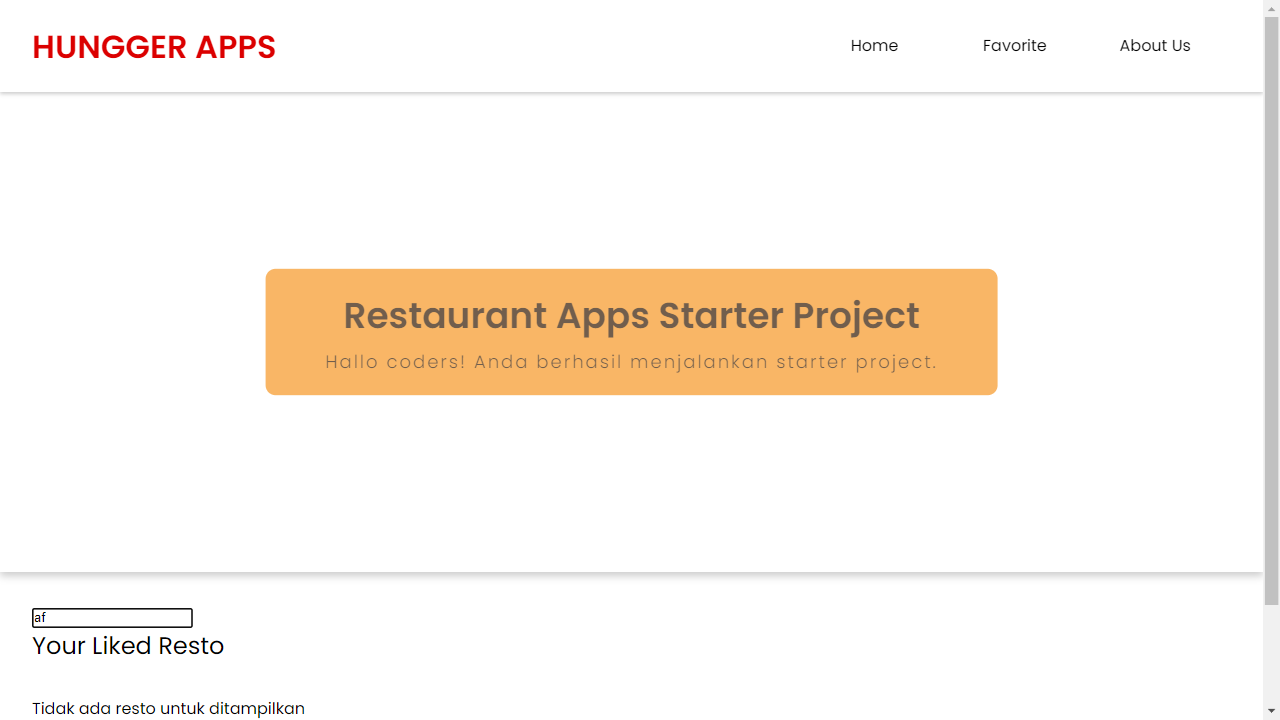 HUNGGER APPS
Home
Favorite
About Us
Restaurant Apps Starter Project
Hallo coders! Anda berhasil menjalankan starter project.
af
Your Liked Resto
Tidak ada resto untuk ditampilkan